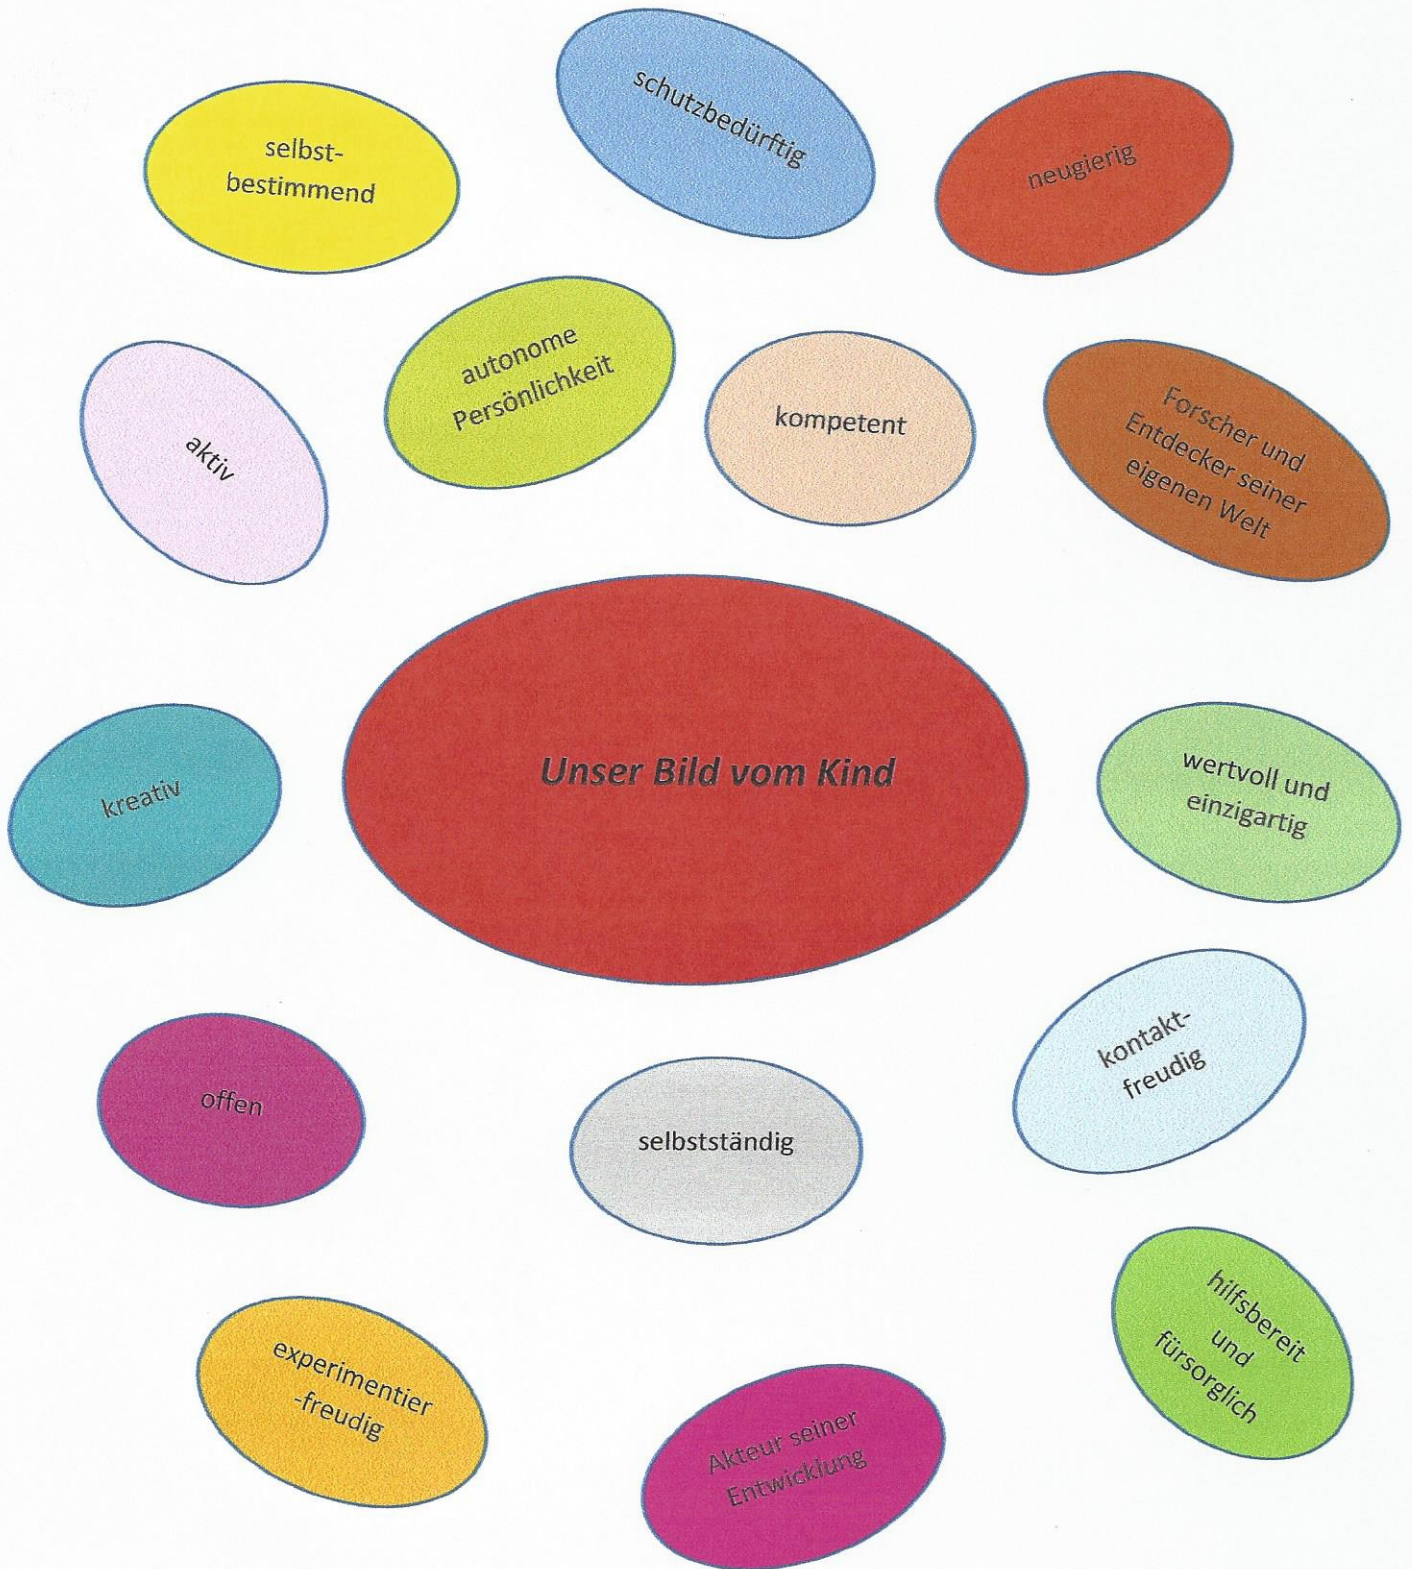 selbst-
bestimmend
schutzbedürftig
neugierig
autonome
Persönlichkeit
kompetent
Forscher und
Entdecker seiner
eigenen Welt
aktiv
Unser Bild vom Kind
kreativ
wertvoll und
einzigartig
kontakt-
freudig
offen
selbstständig
hilfsbereit
und
fürsorglich
experimentier
-freudig
Akteur seiner
Entwicklung